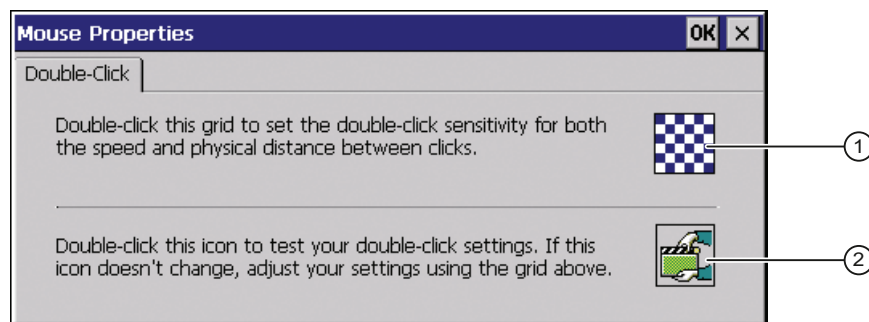 Mouse Properties
OK ×
Double-Click
Double-click this grid to set the double-click sensitivity for both
the speed and physical distance between clicks.
1
Double-click this icon to test your double-click settings. If this
icon doesn't change, adjust your settings using the grid above.
2